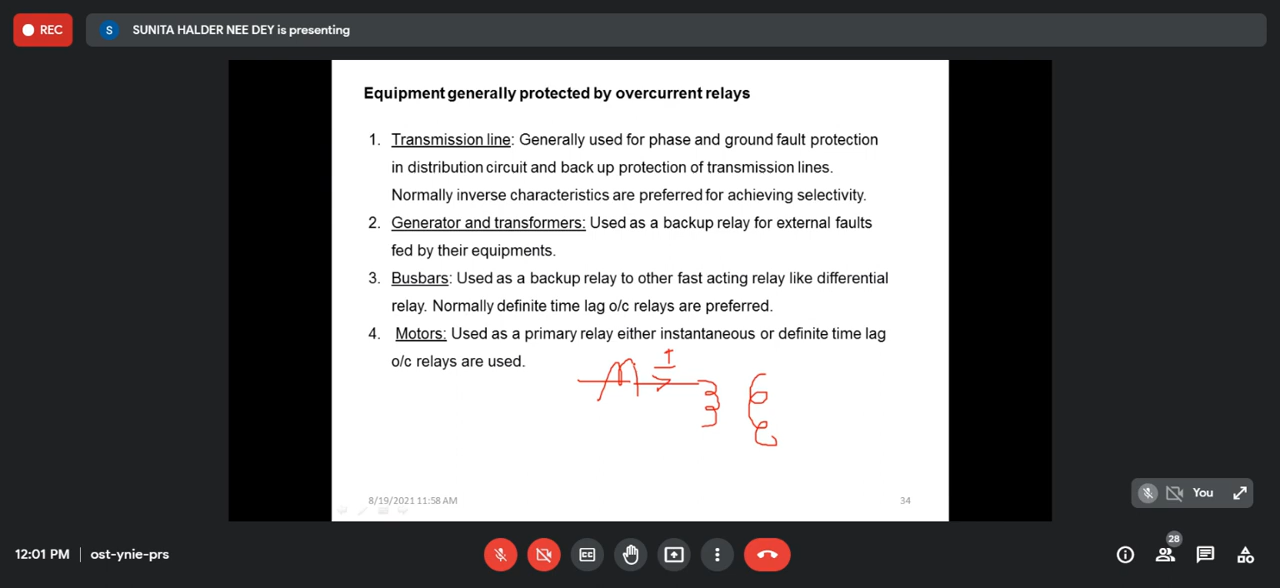 REC
S SUNITA HALDER NEE DEY is presenting
Equipment generally protected by overcurrent relays
1. Transmission line: Generally used for phase and ground fault protection
in distribution circuit and back up protection of transmission lines.
Normally inverse characteristics are preferred for achieving selectivity.
2. Generator and transformers: Used as a backup relay for external faults
fed by their equipments.
3. Busbars: Used as a backup relay to other fast acting relay like differential
relay. Normally definite time lag o/c relays are preferred.
4. Motors: Used as a primary relay either instantaneous or definite time lag
o/c relays are used.
I
8/19/2021 11:58 AM
34
You
12:01 PM | ost-ynie-prs
CC
28